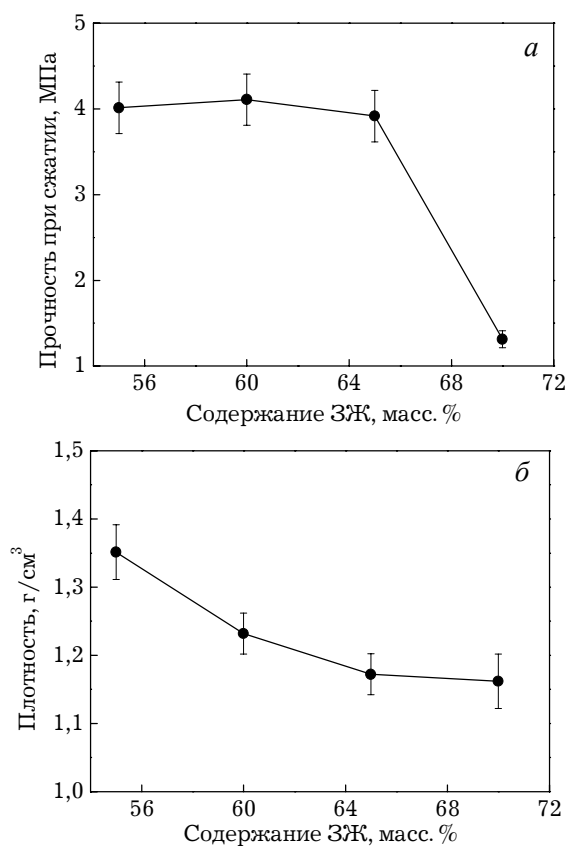 а
Прочность при сжатии, МПа
5
4
3
2
1
56 60 64 68 72
Содержание ЗЖ, масс. %
б
Плотность, г/см³
1,5
1,4
1,3
1,2
1,1
1,0
56 60 64 68 72
Содержание ЗЖ, масс. %